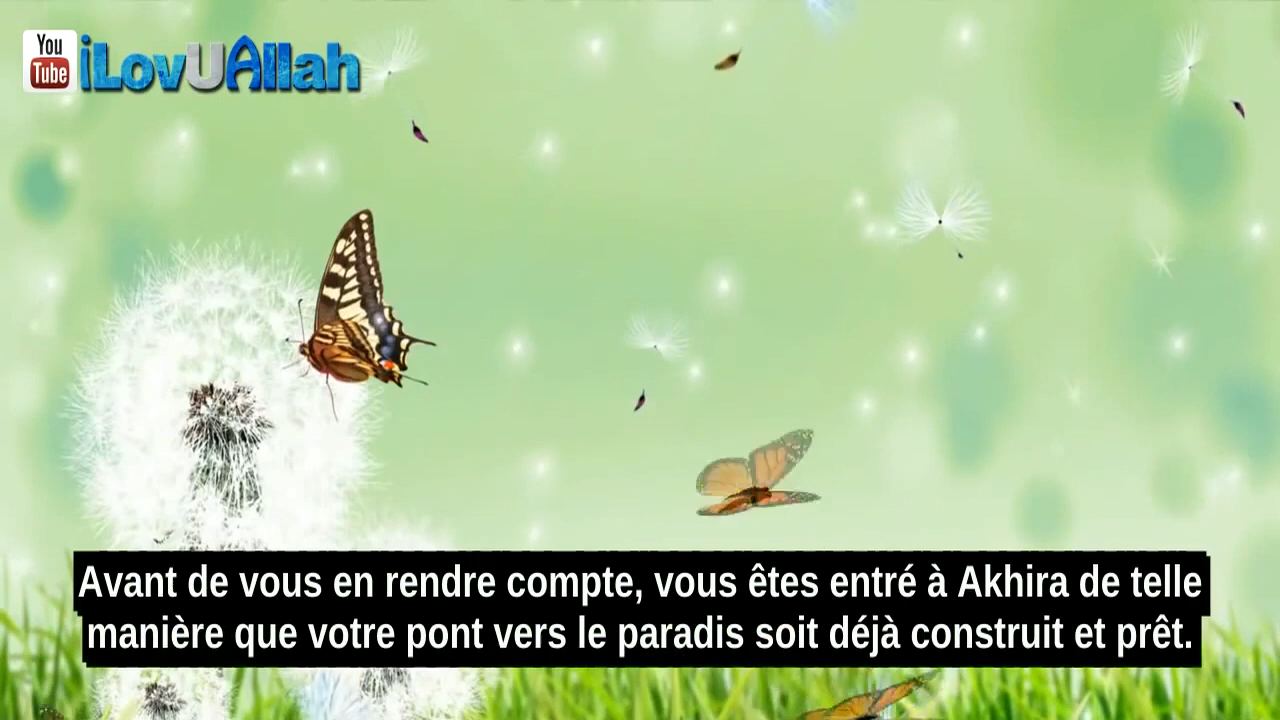 You
Tube
iLovUAllah
Avant de vous en rendre compte, vous êtes entré à Akhira de telle
manière que votre pont vers le paradis soit déjà construit et prêt.